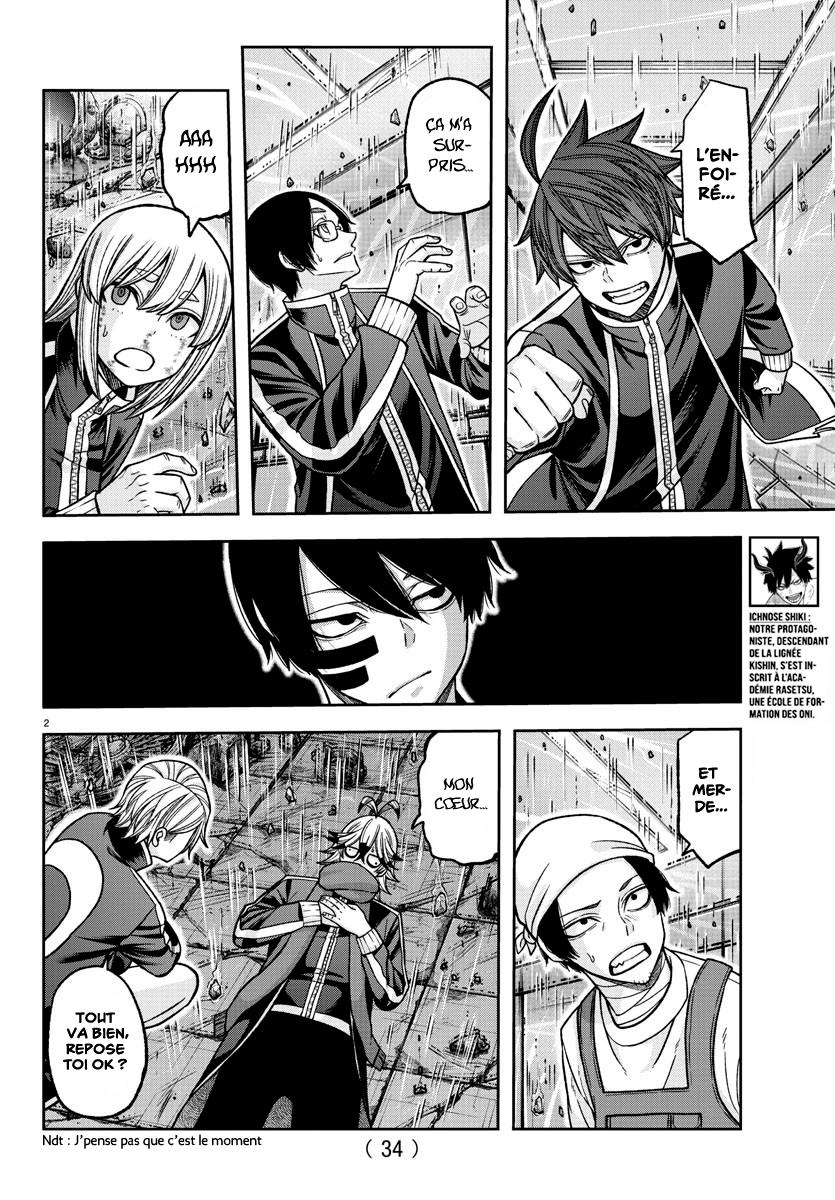 L'EN-
FOI-
RÉ...
ÇA M'A
SUR-
PRIS...
AAA
HHH
ICHNOSE SHIKI :
NOTRE PROTAGO-
NISTE, DESCENDANT
DE LA LIGNÉE
KISHIN, S'EST IN-
SCRIT À L'ACA-
DÉMIE RASETSU,
UNE ÉCOLE DE FOR-
MATION DES ONI.
2
ET
MER-
DE...
MON
CŒUR...
TOUT
VA BIEN,
REPOSE
TOI OK ?
Ndt : J'pense pas que c'est le moment
( 34 )